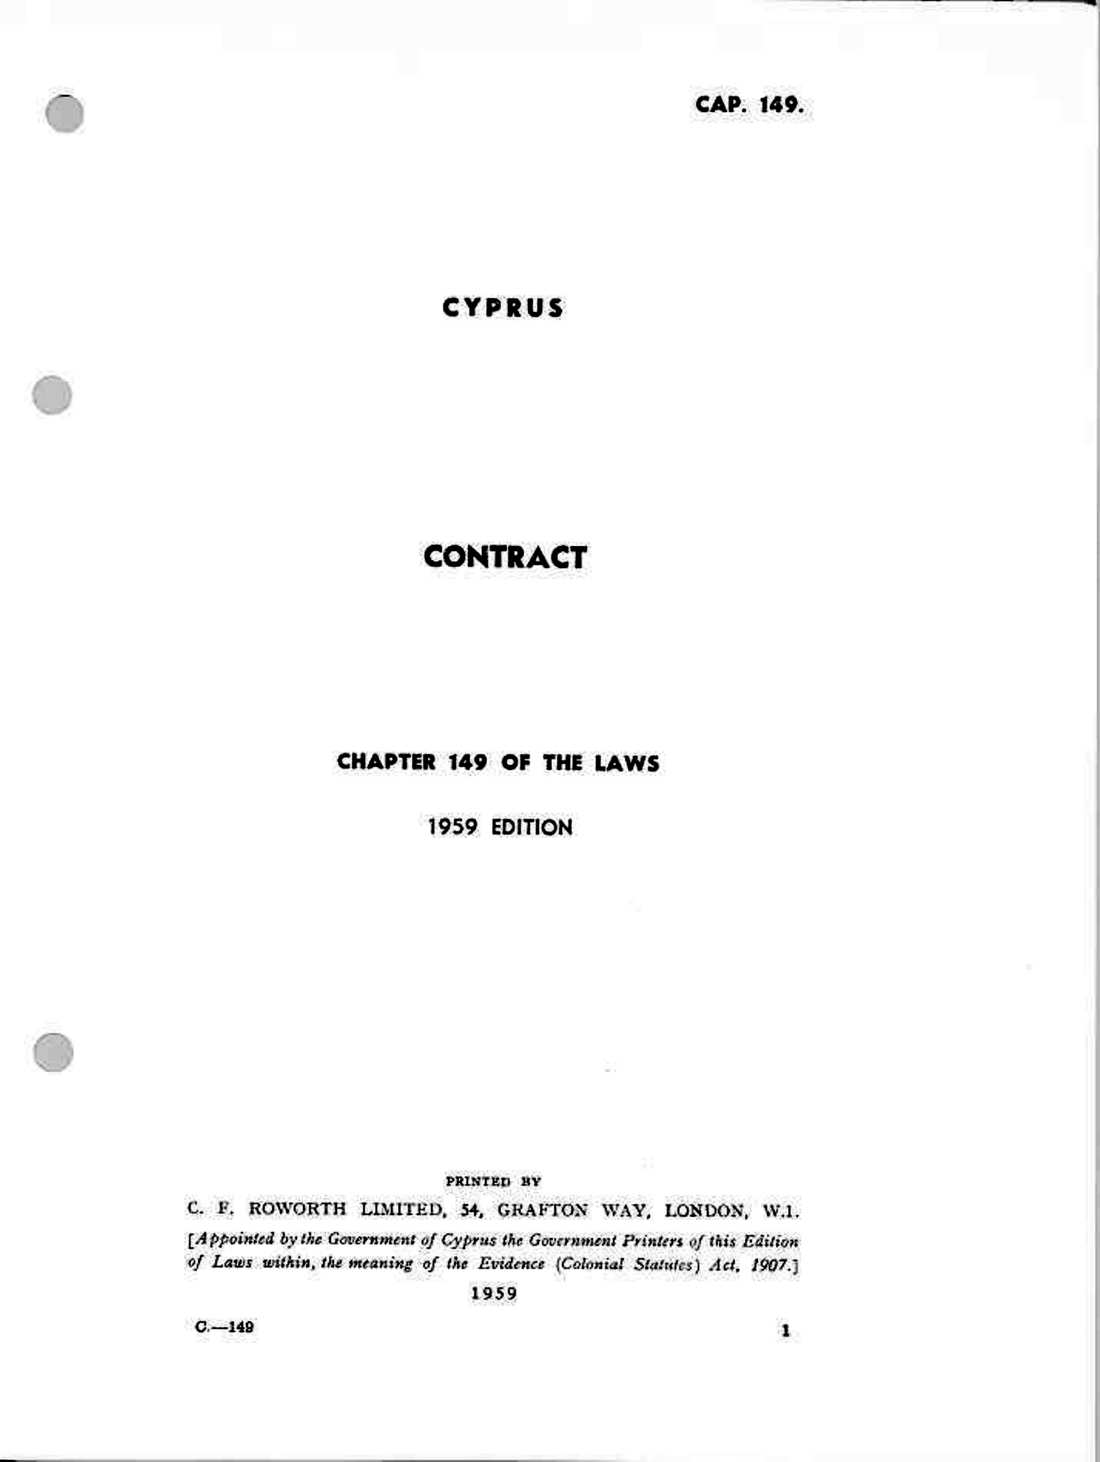 CAP. 149.
CYPRUS
CONTRACT
CHAPTER 149 OF THE LAWS
1959 EDITION
PRINTED BY
C. F. ROWORTH LIMITED, 54, GRAFTON WAY, LONDON, W.1.
[Appointed by the Government of Cyprus the Government Printers of this Edition
of Laws within, the meaning of the Evidence (Colonial Statutes) Act, 1907.]
1959
C.—149
1